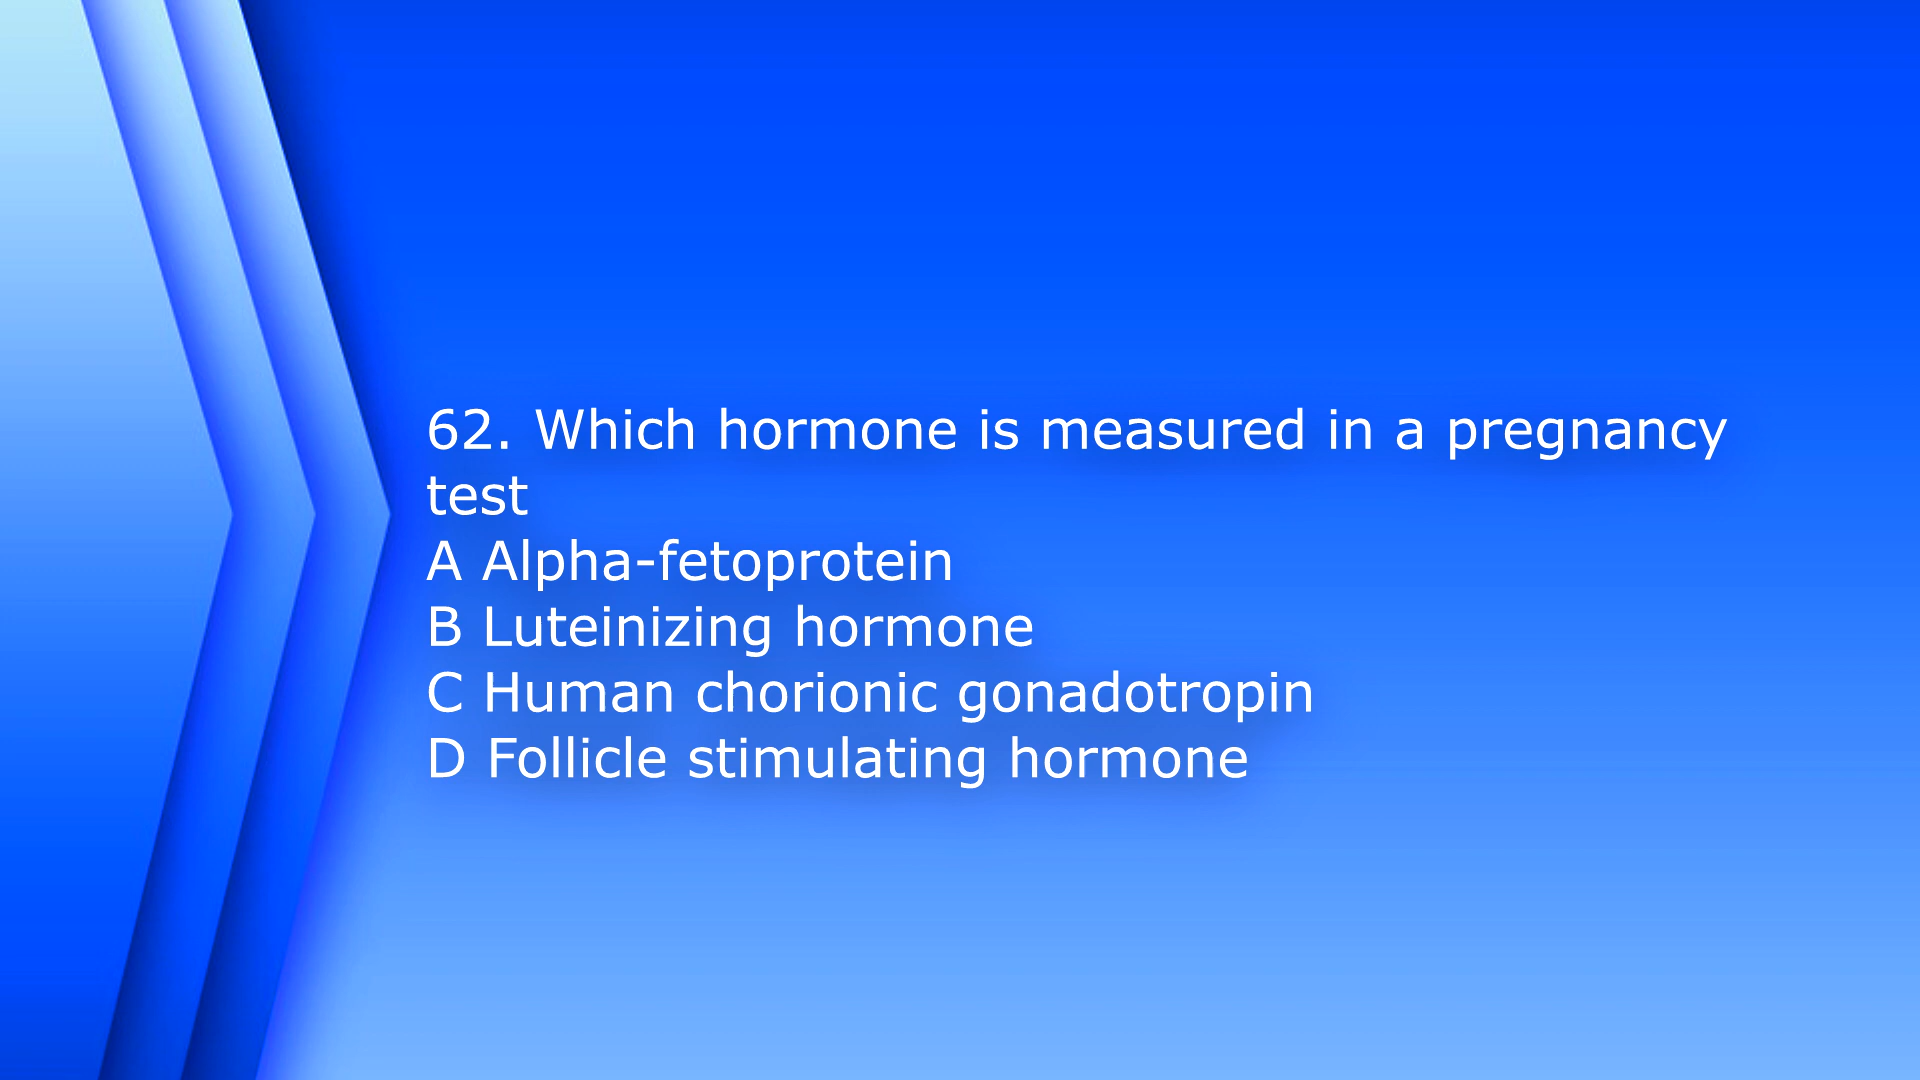 62. Which hormone is measured in a pregnancy
test
A Alpha-fetoprotein
B Luteinizing hormone
C Human chorionic gonadotropin
D Follicle stimulating hormone